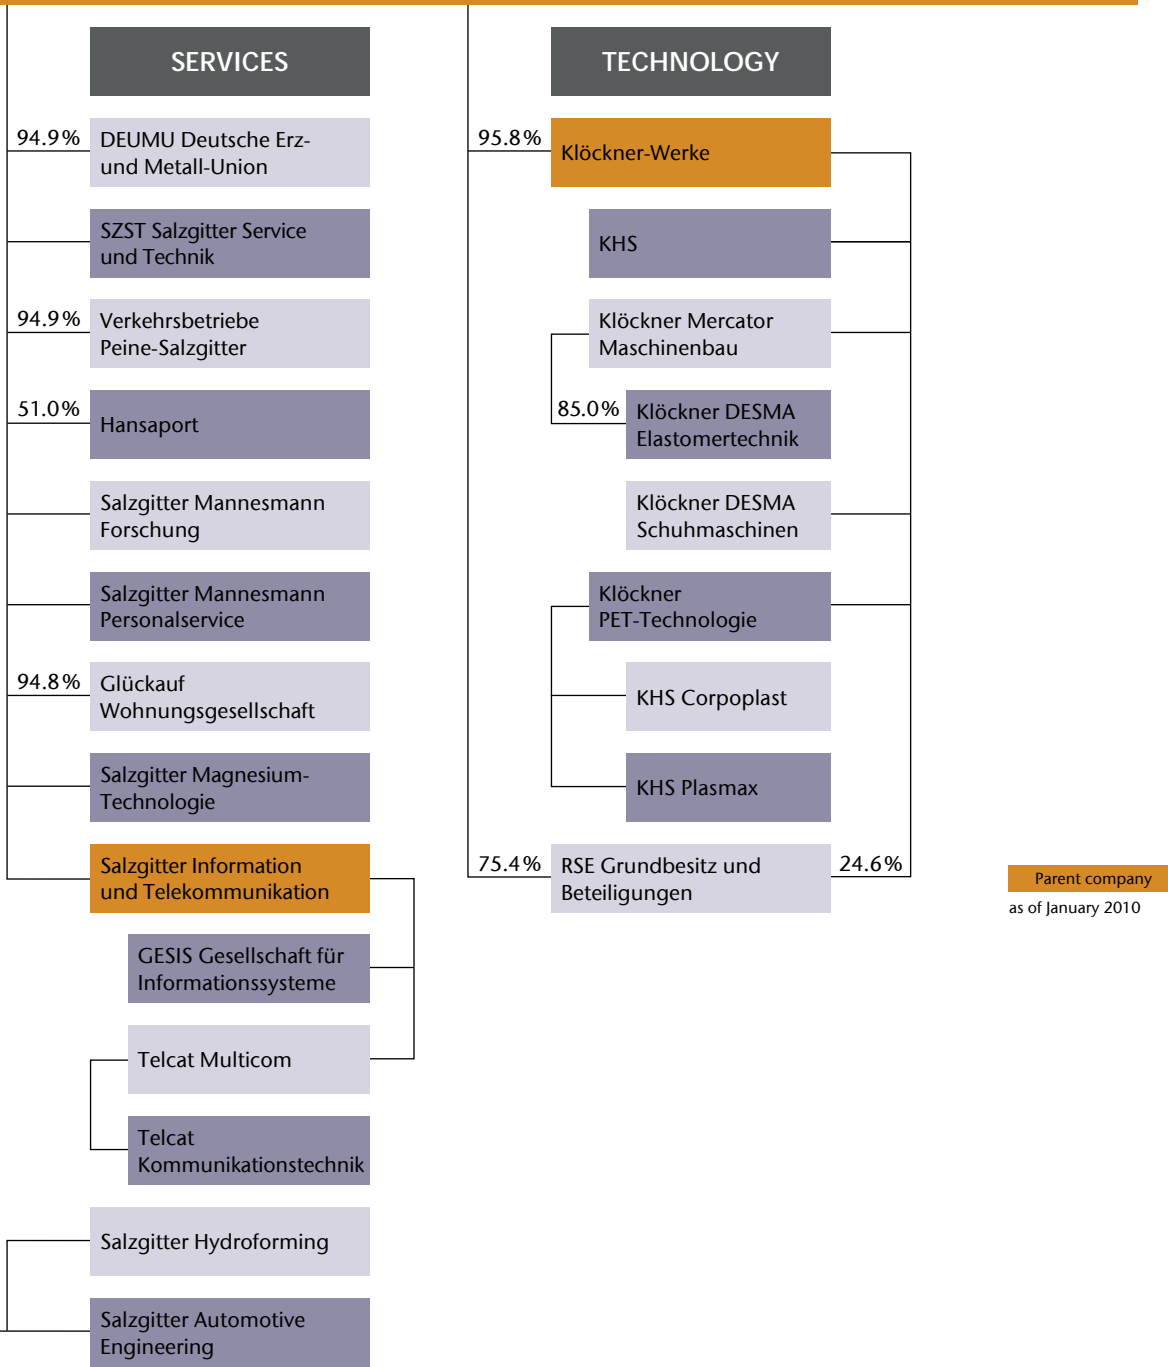 SERVICES
94.9%
DEUMU Deutsche Erz-
und Metall-Union
SZST Salzgitter Service
und Technik
94.9%
Verkehrsbetriebe
Peine-Salzgitter
51.0%
Hansaport
Salzgitter Mannesmann
Forschung
Salzgitter Mannesmann
Personalservice
94.8%
Glückauf
Wohnungsgesellschaft
Salzgitter Magnesium-
Technologie
Salzgitter Information
und Telekommunikation
GESIS Gesellschaft für
Informationssysteme
Telcat Multicom
Telcat
Kommunikationstechnik
Salzgitter Hydroforming
Salzgitter Automotive
Engineering
TECHNOLOGY
95.8%
Klöckner-Werke
KHS
Klöckner Mercator
Maschinenbau
85.0%
Klöckner DESMA
Elastomertechnik
Klöckner DESMA
Schuhmaschinen
Klöckner
PET-Technologie
KHS Corpoplast
KHS Plasmax
75.4%
RSE Grundbesitz und
Beteiligungen
24.6%
Parent company
as of January 2010